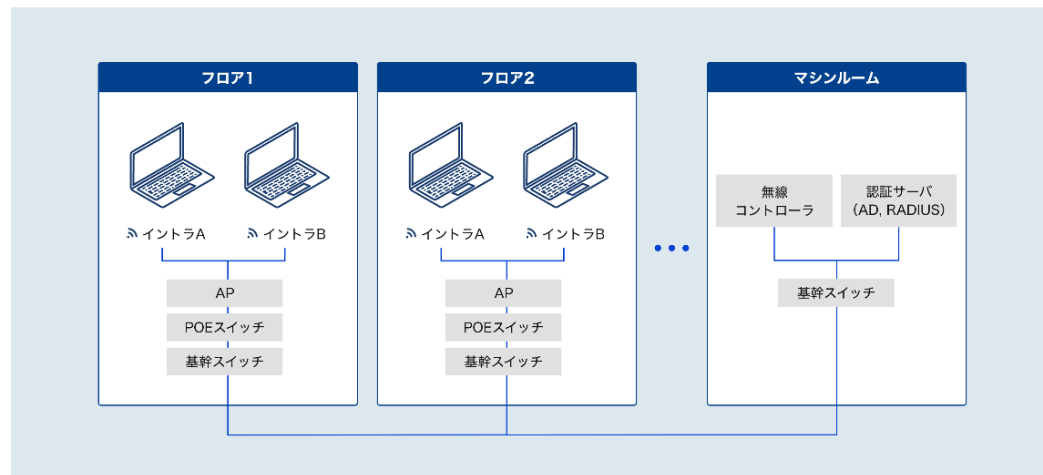 フロア1
イントラA
イントラB
AP
POEスイッチ
基幹スイッチ
フロア2
イントラA
イントラB
AP
POEスイッチ
基幹スイッチ
マシンルーム
無線
コントローラ
認証サーバ
（AD, RADIUS）
基幹スイッチ